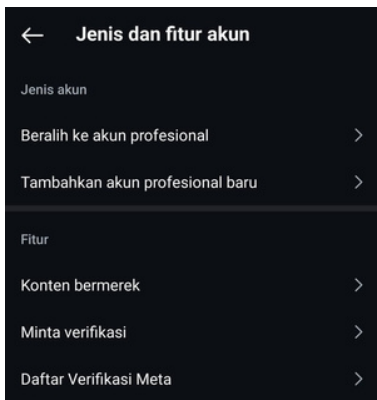 Jenis dan fitur akun
Jenis akun
Beralih ke akun profesional
Tambahkan akun profesional baru
Fitur
Konten bermerek
Minta verifikasi
Daftar Verifikasi Meta